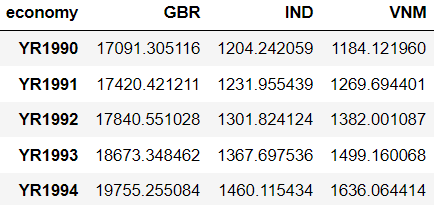 economy GBR IND VNM
YR1990 17091.305116 1204.242059 1184.121960
YR1991 17420.421211 1231.955439 1269.694401
YR1992 17840.551028 1301.824124 1382.001087
YR1993 18673.348462 1367.697536 1499.160068
YR1994 19755.255084 1460.115434 1636.064414